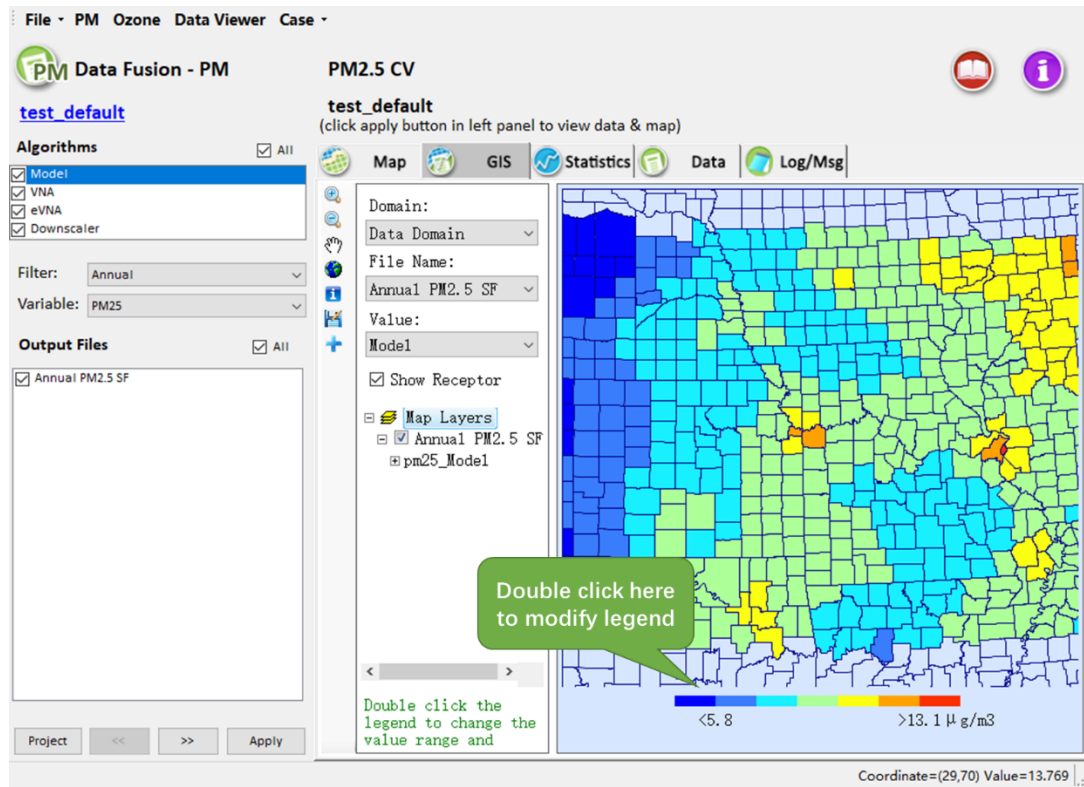 File PM Ozone Data Viewer Case
PM Data Fusion - PM
PM2.5 CV
i
test_default
test_default
(click apply button in left panel to view data & map)
Algorithms
All
Model
VNA
eVNA
Downscaler
Filter:
Annual
Variable:
PM25
Output Files
All
Annual PM2.5 SF
Project
<<
>>
Apply
Map
GIS
Statistics
Data
Log/Msg
Domain:
Data Domain
File Name:
Annual PM2.5 SF
Value:
Model
Show Receptor
Map Layers
Annual PM2.5 SF
pm25_Model
Double click the
legend to change the
value range and
Double click here
to modify legend
<5.8
>13.1 μg/m3
Coordinate=(29,70) Value=13.769